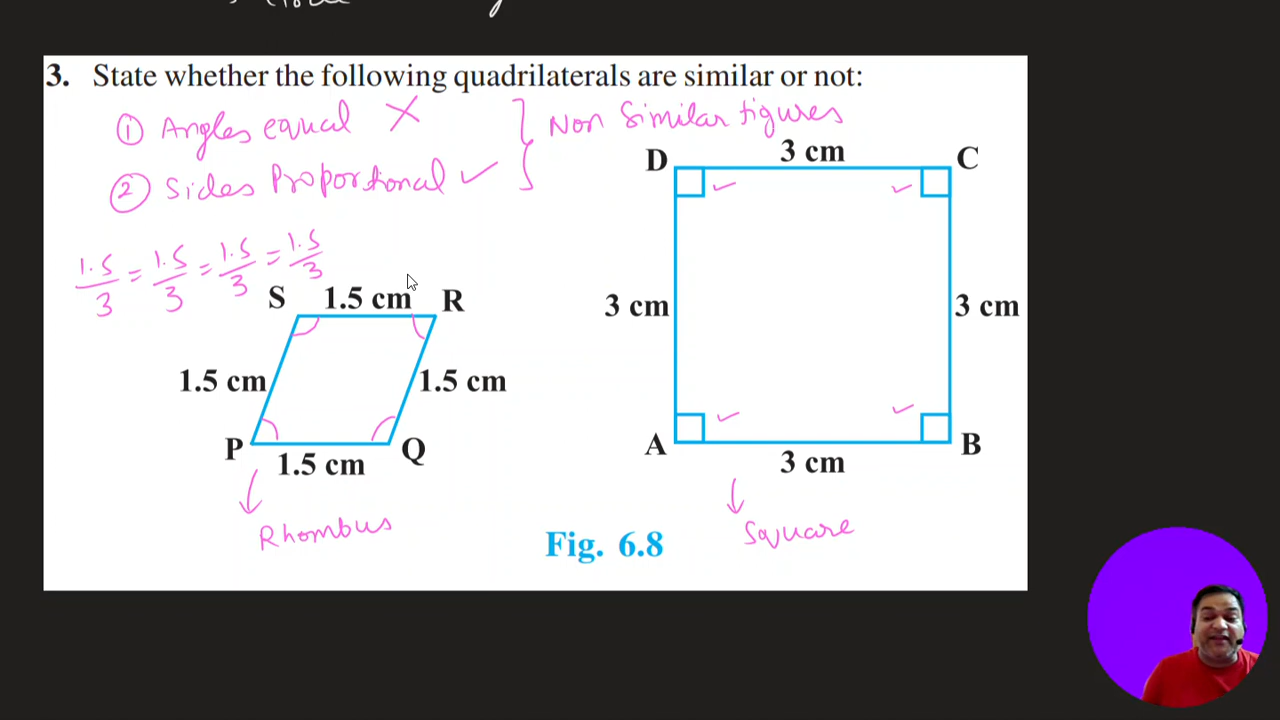 3. State whether the following quadrilaterals are similar or not:
① Angles equal ✗
② Sides Proportional ✓
Non Similar figures
1.5/3 = 1.5/3 = 1.5/3 = 1.5/3
S 1.5 cm R
1.5 cm
1.5 cm
P 1.5 cm Q
Rhombus
D 3 cm C
3 cm
3 cm
A 3 cm B
Square
Fig. 6.8